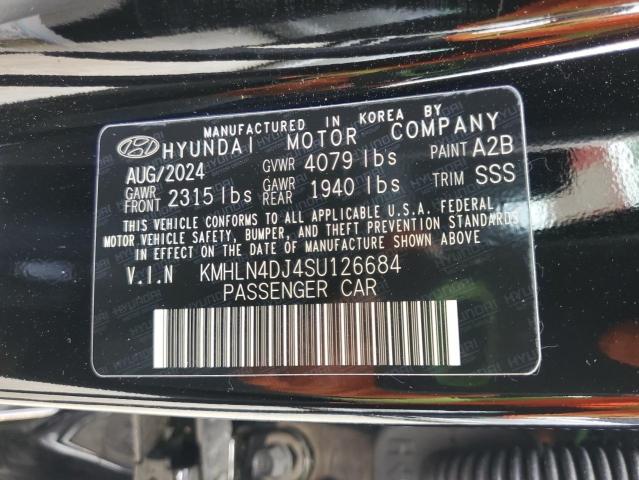 MANUFACTURED IN KOREA BY
HYUNDAI MOTOR COMPANY
AUG/2024 GVWR 4079 lbs PAINT A2B
GAWR FRONT 2315 lbs GAWR REAR 1940 lbs TRIM SSS
THIS VEHICLE CONFORMS TO ALL APPLICABLE U.S.A. FEDERAL
MOTOR VEHICLE SAFETY, BUMPER, AND THEFT PREVENTION STANDARDS
IN EFFECT ON THE DATE OF MANUFACTURE SHOWN ABOVE
V.I.N KMHLN4DJ4SU126684
PASSENGER CAR